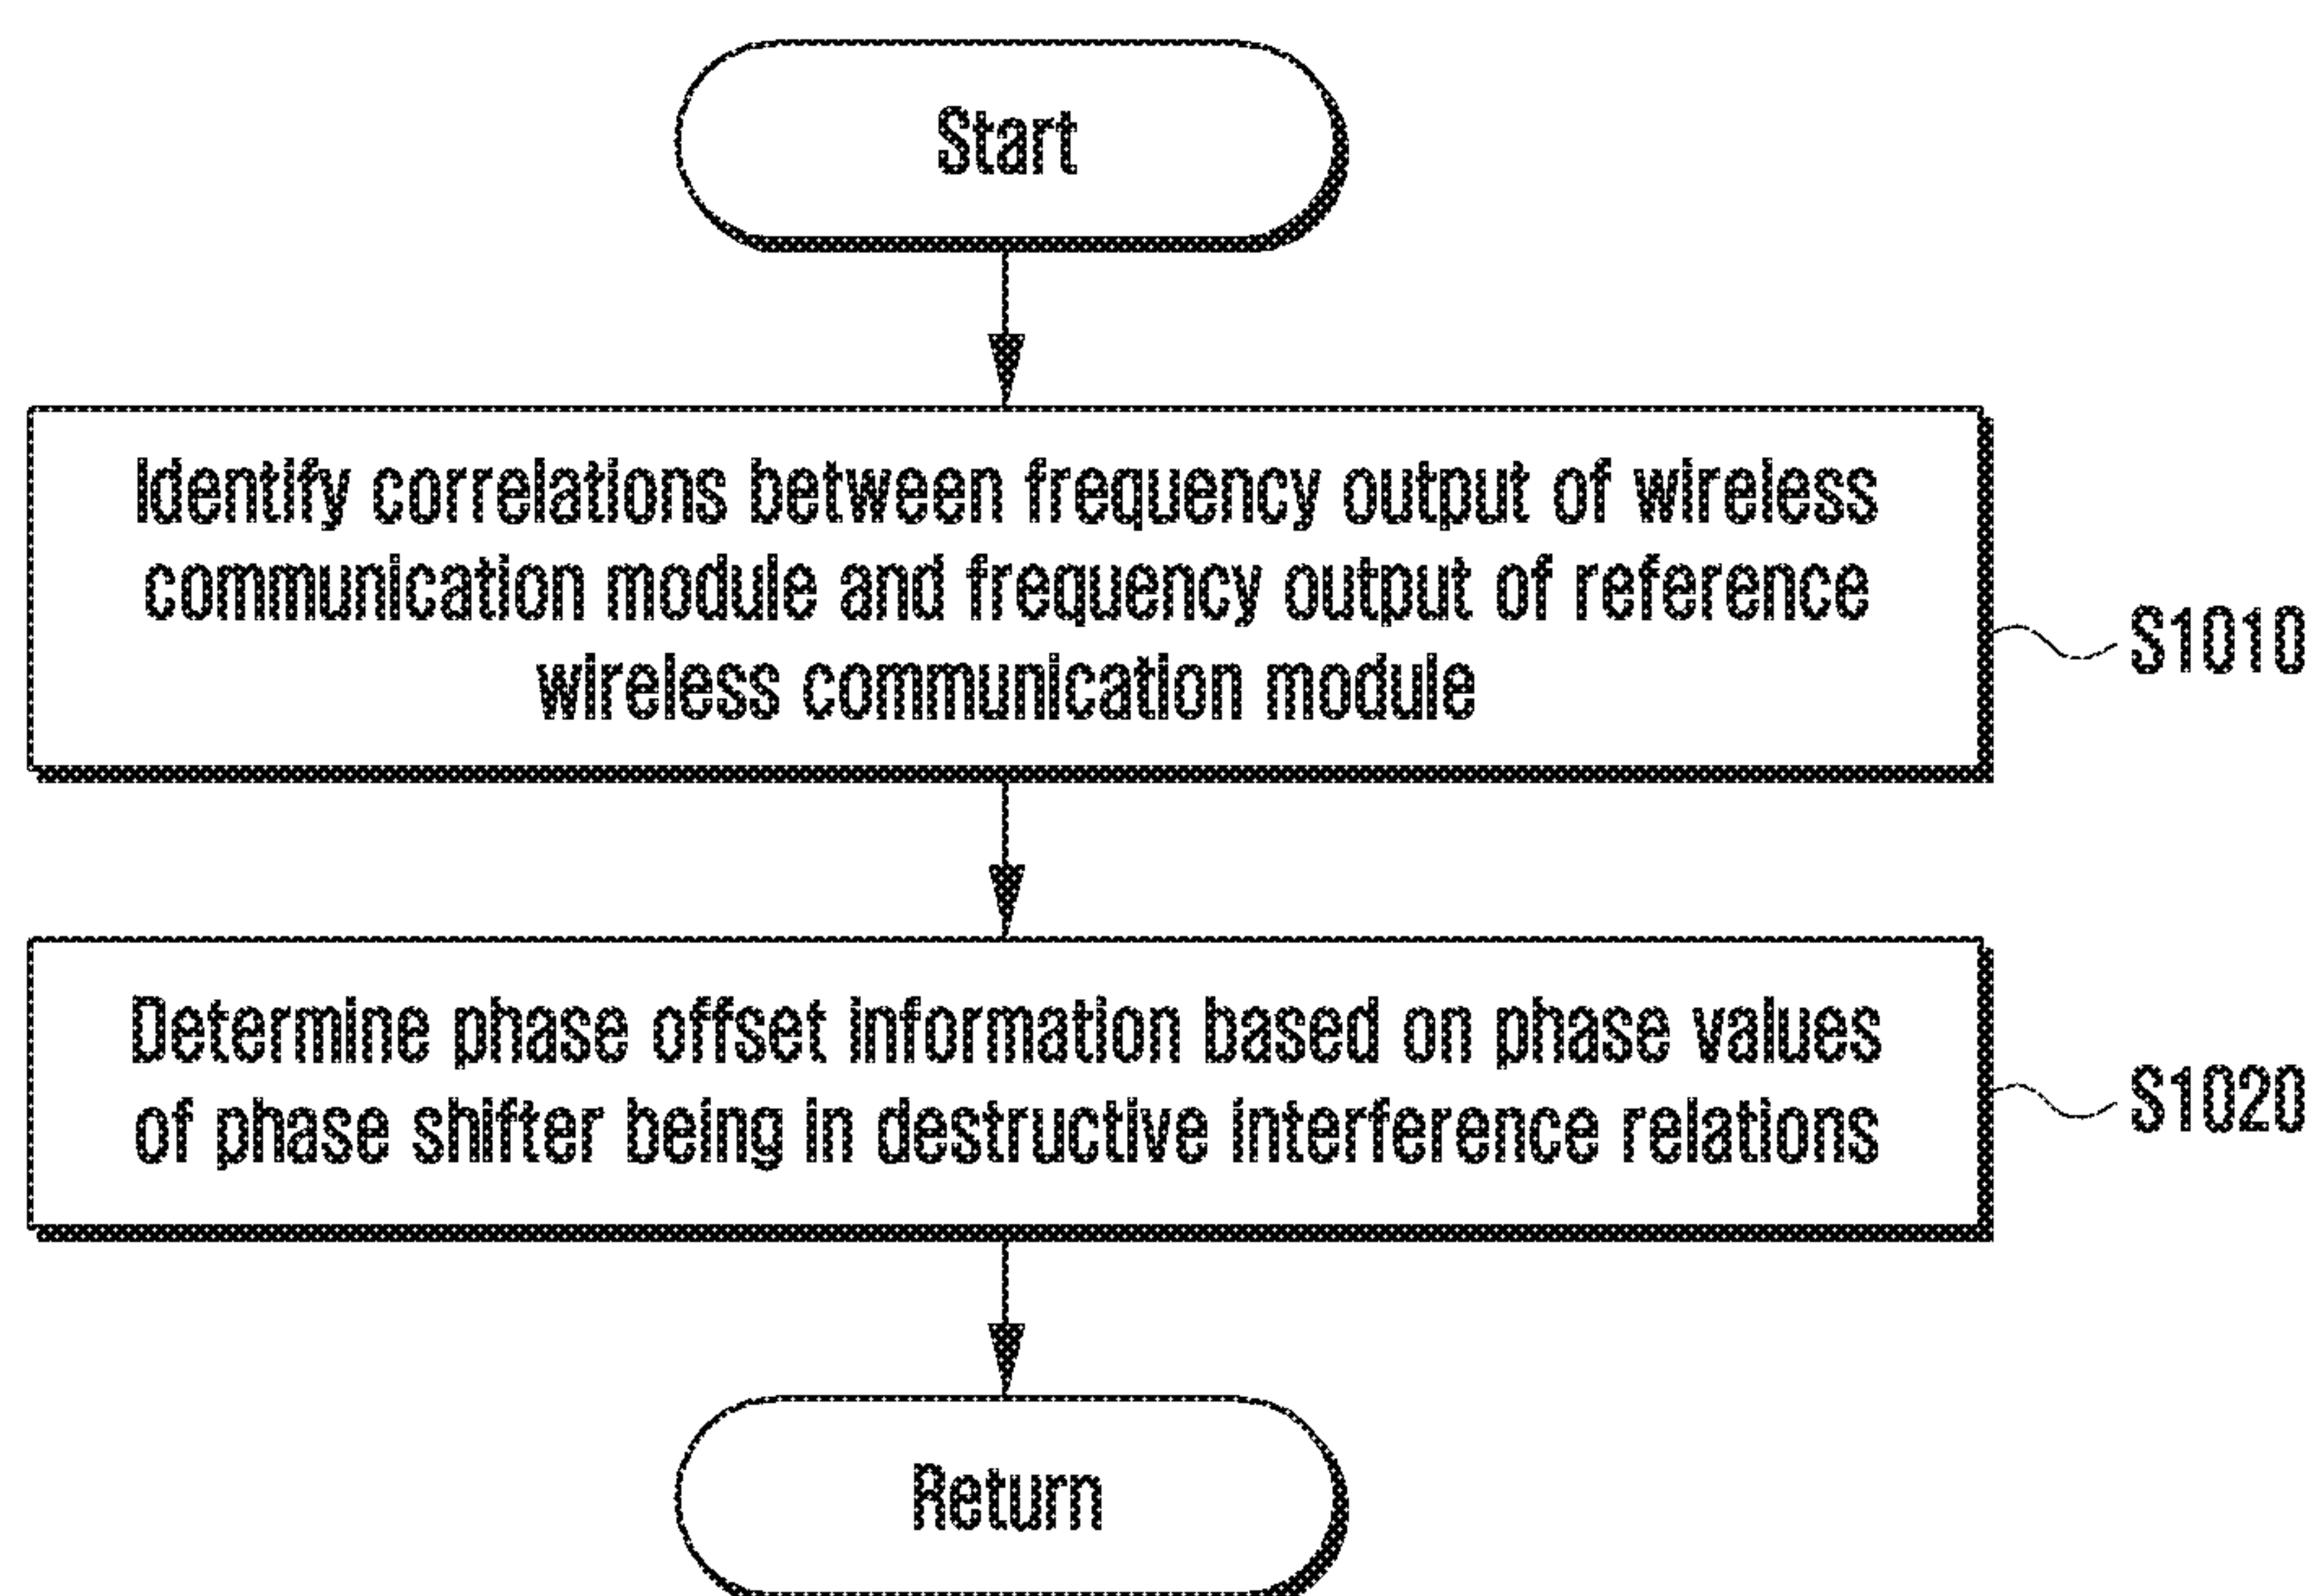 Start
Identify correlations between frequency output of wireless
communication module and frequency output of reference
wireless communication module
S1010
Determine phase offset information based on phase values
of phase shifter being in destructive interference relations
S1020
Return